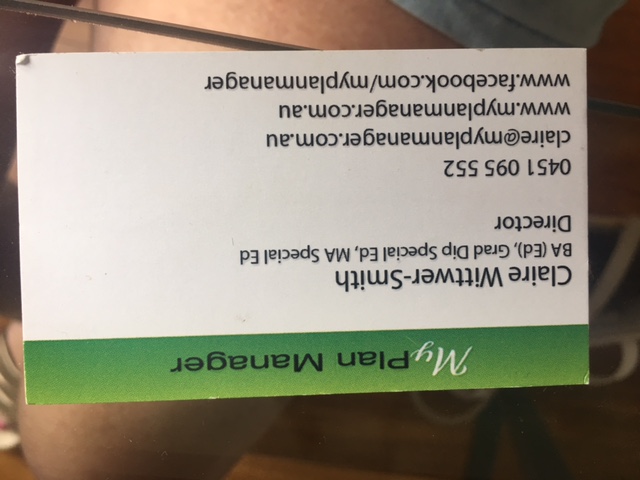 My Plan Manager
Claire Wittwer-Smith
BA (Ed), Grad Dip Special Ed, MA Special Ed
Director
0451 095 552
claire@myplanmanager.com.au
www.myplanmanager.com.au
www.facebook.com/myplanmanager